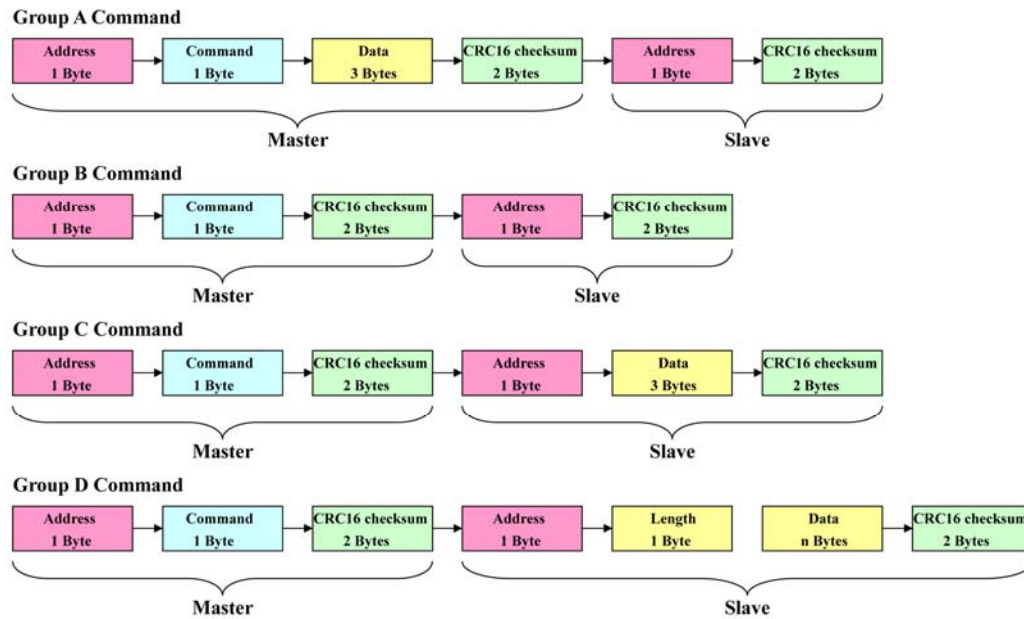 Group A Command
Address
1 Byte
Command
1 Byte
Data
3 Bytes
CRC16 checksum
2 Bytes
Address
1 Byte
CRC16 checksum
2 Bytes
Master
Slave
Group B Command
Address
1 Byte
Command
1 Byte
CRC16 checksum
2 Bytes
Address
1 Byte
CRC16 checksum
2 Bytes
Master
Slave
Group C Command
Address
1 Byte
Command
1 Byte
CRC16 checksum
2 Bytes
Address
1 Byte
Data
3 Bytes
CRC16 checksum
2 Bytes
Master
Slave
Group D Command
Address
1 Byte
Command
1 Byte
CRC16 checksum
2 Bytes
Address
1 Byte
Length
1 Byte
Data
n Bytes
CRC16 checksum
2 Bytes
Master
Slave